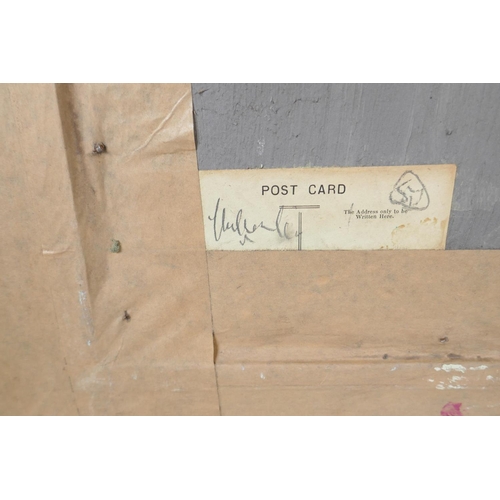 POST CARD
The Address only to be
Written Here.